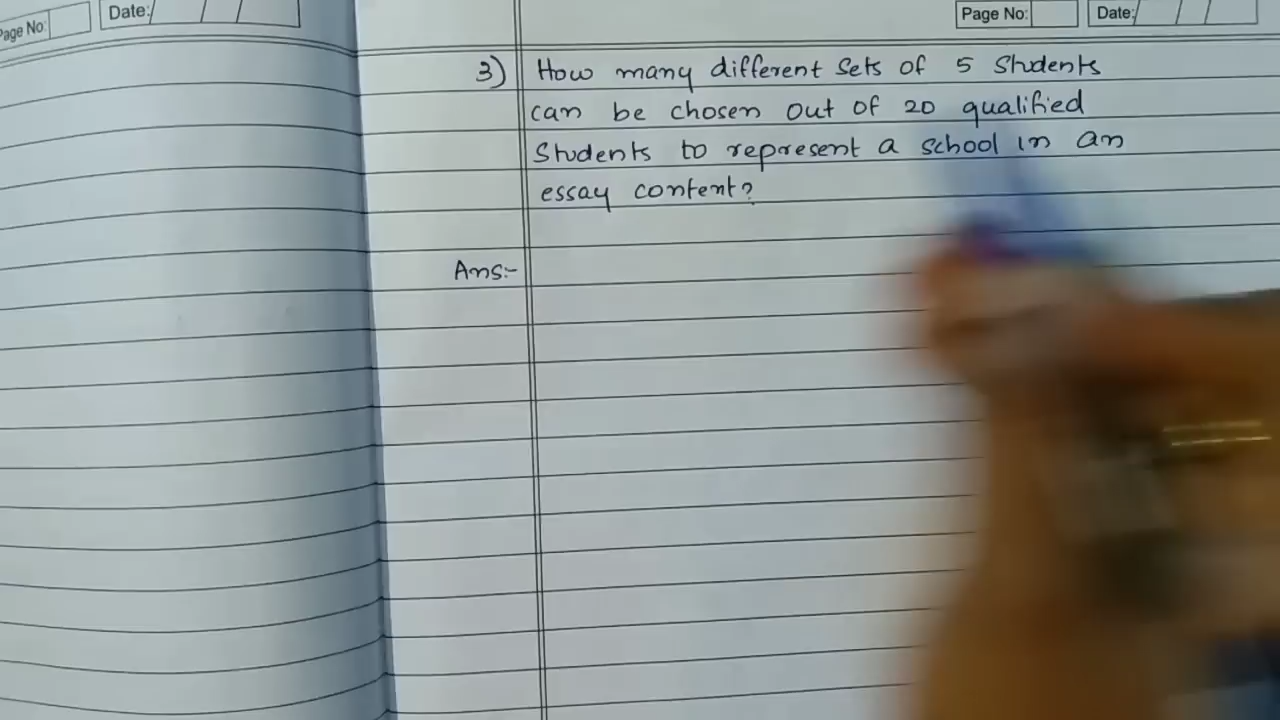 Page No:
Date:
Page No:
Date:
3) How many different sets of 5 students
can be chosen out of 20 qualified
Students to represent a school in an
essay content?
Ans:-